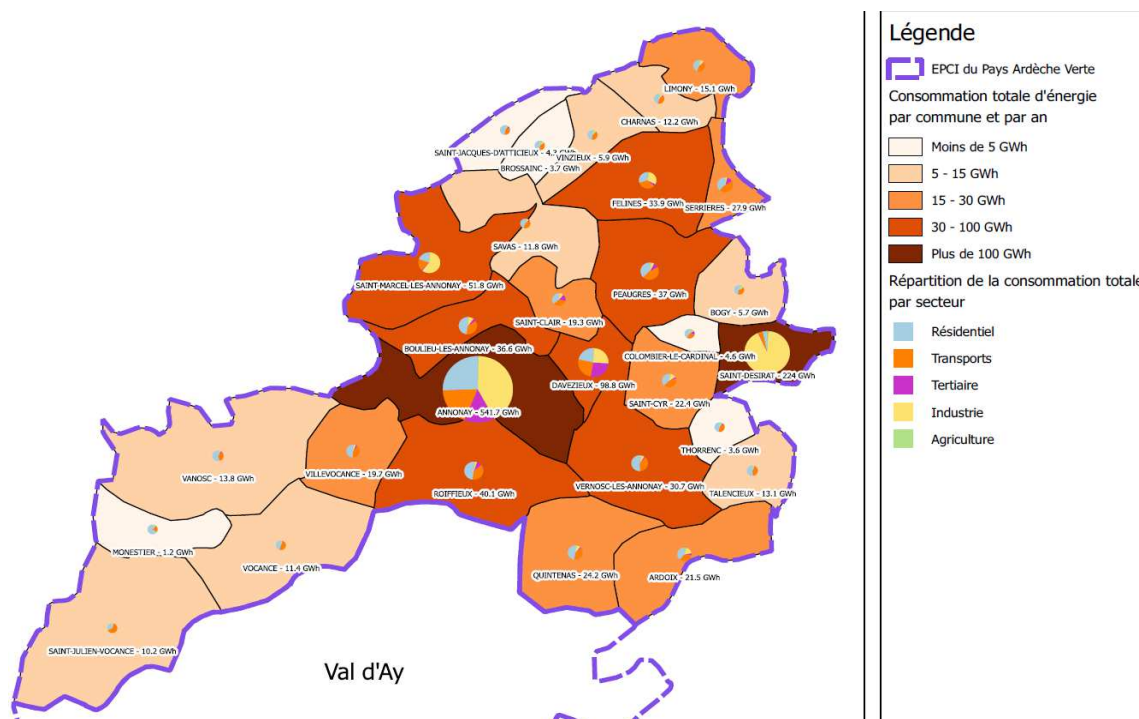 LIMONY - 15.1 GWh
CHARNAS - 12.2 GWh
SAINT-JACQUES-D'ATTICIEUX - 4.3 GWh
VINZIEUX - 5.9 GWh
BROSSAINC - 3.7 GWh
FELINES - 33.9 GWh
SERRIERES - 27.9 GWh
SAVAS - 11.8 GWh
SAINT-MARCEL-LES-ANNONAY - 51.8 GWh
PEAUGRES - 37 GWh
BOGY - 5.7 GWh
SAINT-CLAIR - 19.3 GWh
BOULIEU-LES-ANNONAY - 36.6 GWh
COLOMBIER-LE-CARDINAL - 4.6 GWh
SAINT-DESIRAT - 224 GWh
DAVEZIEUX - 98.8 GWh
SAINT-CYR - 22.4 GWh
ANNONAY - 541.7 GWh
THORRENC - 3.6 GWh
VILLEVOCANCE - 19.7 GWh
VANOSC - 13.8 GWh
VERNOSC-LES-ANNONAY - 30.7 GWh
ROIFFIEUX - 40.1 GWh
TALENCIEUX - 13.1 GWh
MONESTIER - 1.2 GWh
VOCANCE - 11.4 GWh
QUINTENAS - 24.2 GWh
ARDOIX - 21.5 GWh
SAINT-JULIEN-VOCANCE - 10.2 GWh
Val d'Ay
Légende
EPCI du Pays Ardèche Verte
Consommation totale d'énergie
par commune et par an
Moins de 5 GWh
5 - 15 GWh
15 - 30 GWh
30 - 100 GWh
Plus de 100 GWh
Répartition de la consommation totale
par secteur
Résidentiel
Transports
Tertiaire
Industrie
Agriculture